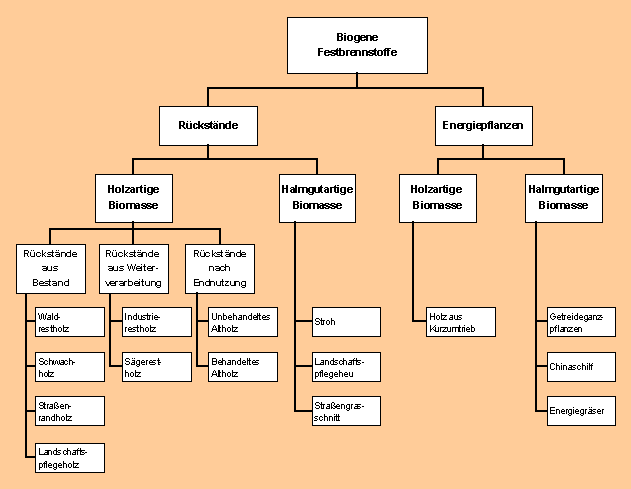 Biogene
Festbrennstoffe
Rückstände
Energiepflanzen
Holzartige
Biomasse
Halmgutartige
Biomasse
Holzartige
Biomasse
Halmgutartige
Biomasse
Rückstände
aus
Bestand
Rückstände
aus Weiter-
verarbeitung
Rückstände
nach
Endnutzung
Wald-
restholz
Schwach-
holz
Straßen-
randholz
Landschafts-
pflegeholz
Industrie-
restholz
Sägerest-
holz
Unbehandeltes
Altholz
Behandeltes
Altholz
Stroh
Landschafts-
pflegeheu
Straßengras-
schnitt
Holz aus
Kurzumtrieb
Getreideganz-
pflanzen
Chinaschilf
Energiegräser